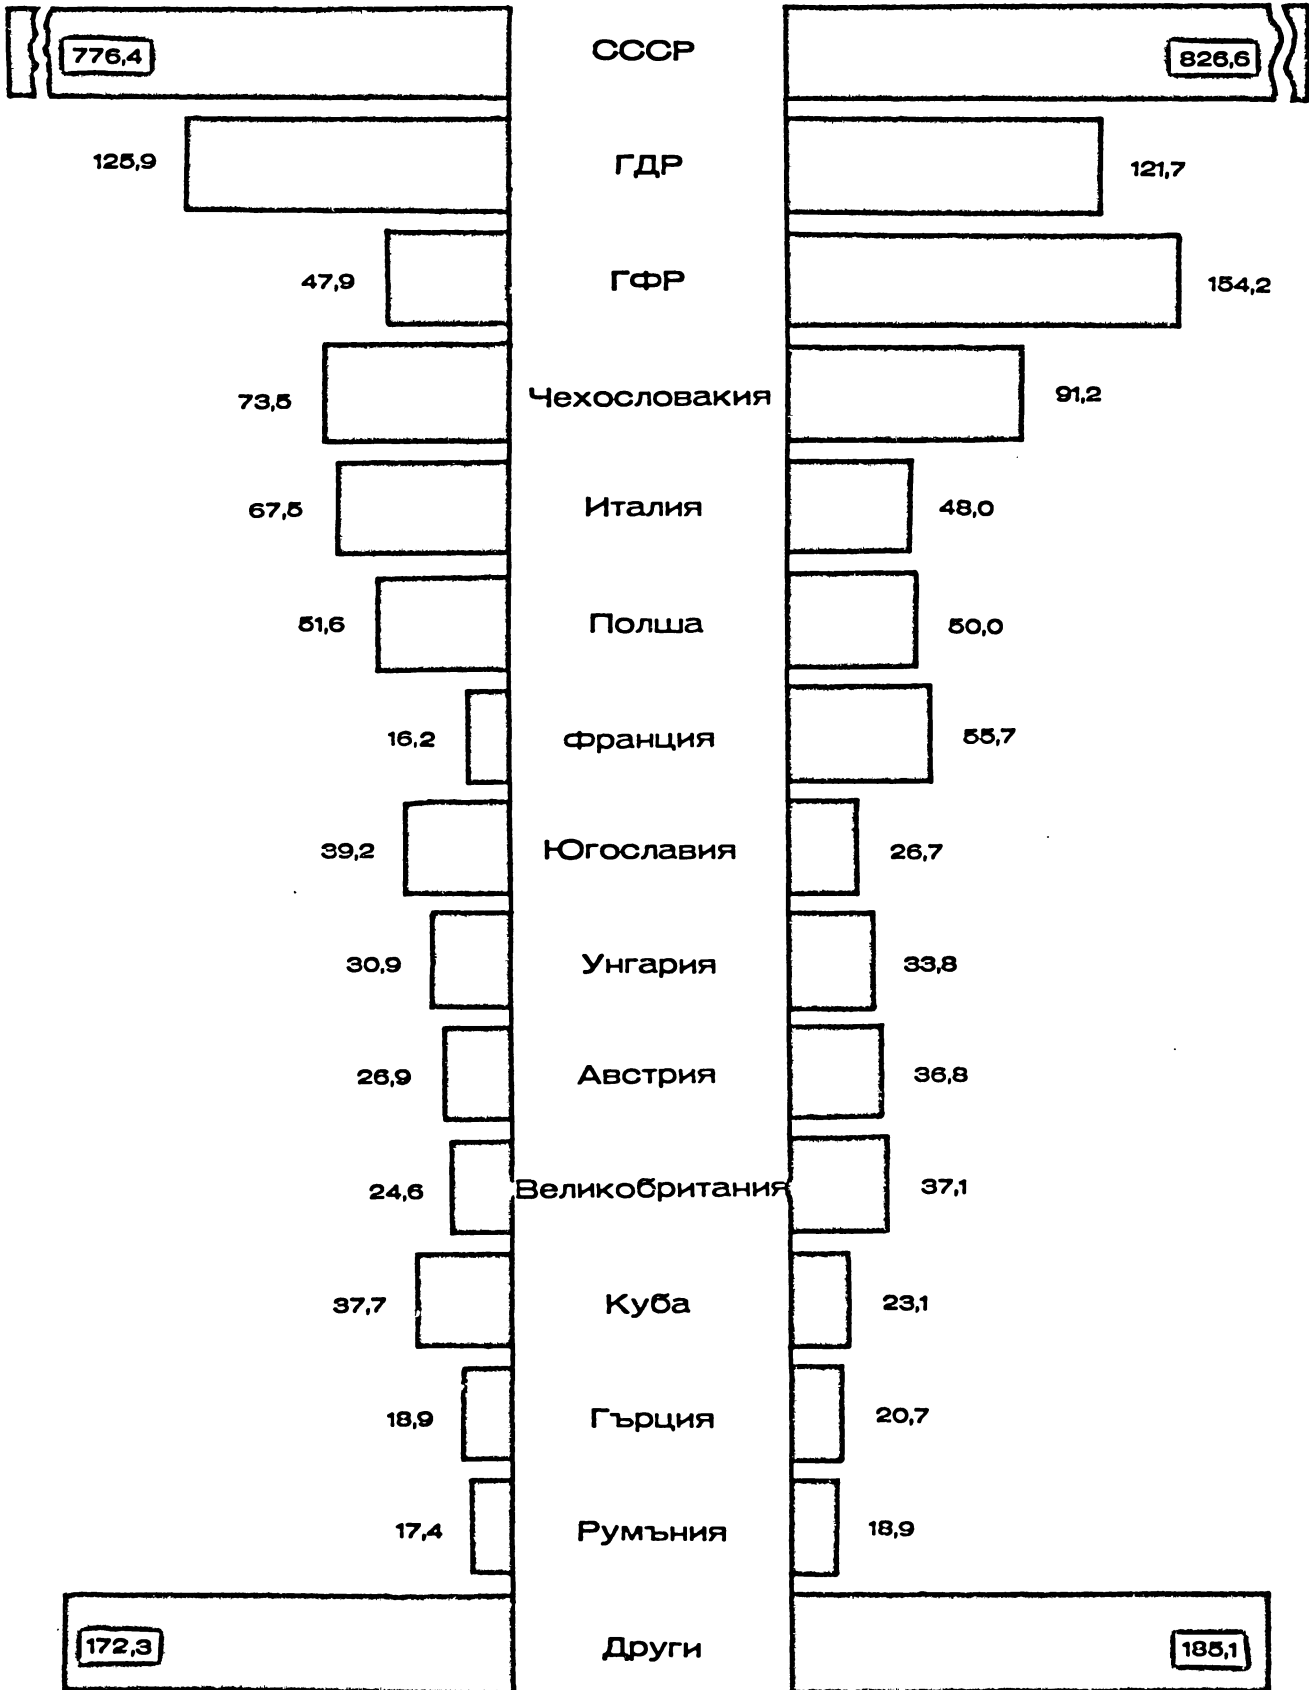 776,4 СССР 826,6
125,9 ГДР 121,7
47,9 ГФР 154,2
73,5 Чехословакия 91,2
67,5 Италия 48,0
51,6 Полша 50,0
16,2 Франция 55,7
39,2 Югославия 26,7
30,9 Унгария 33,8
26,9 Австрия 36,8
24,6 Великобритания 37,1
37,7 Куба 23,1
18,9 Гърция 20,7
17,4 Румъния 18,9
172,3 Други 185,1